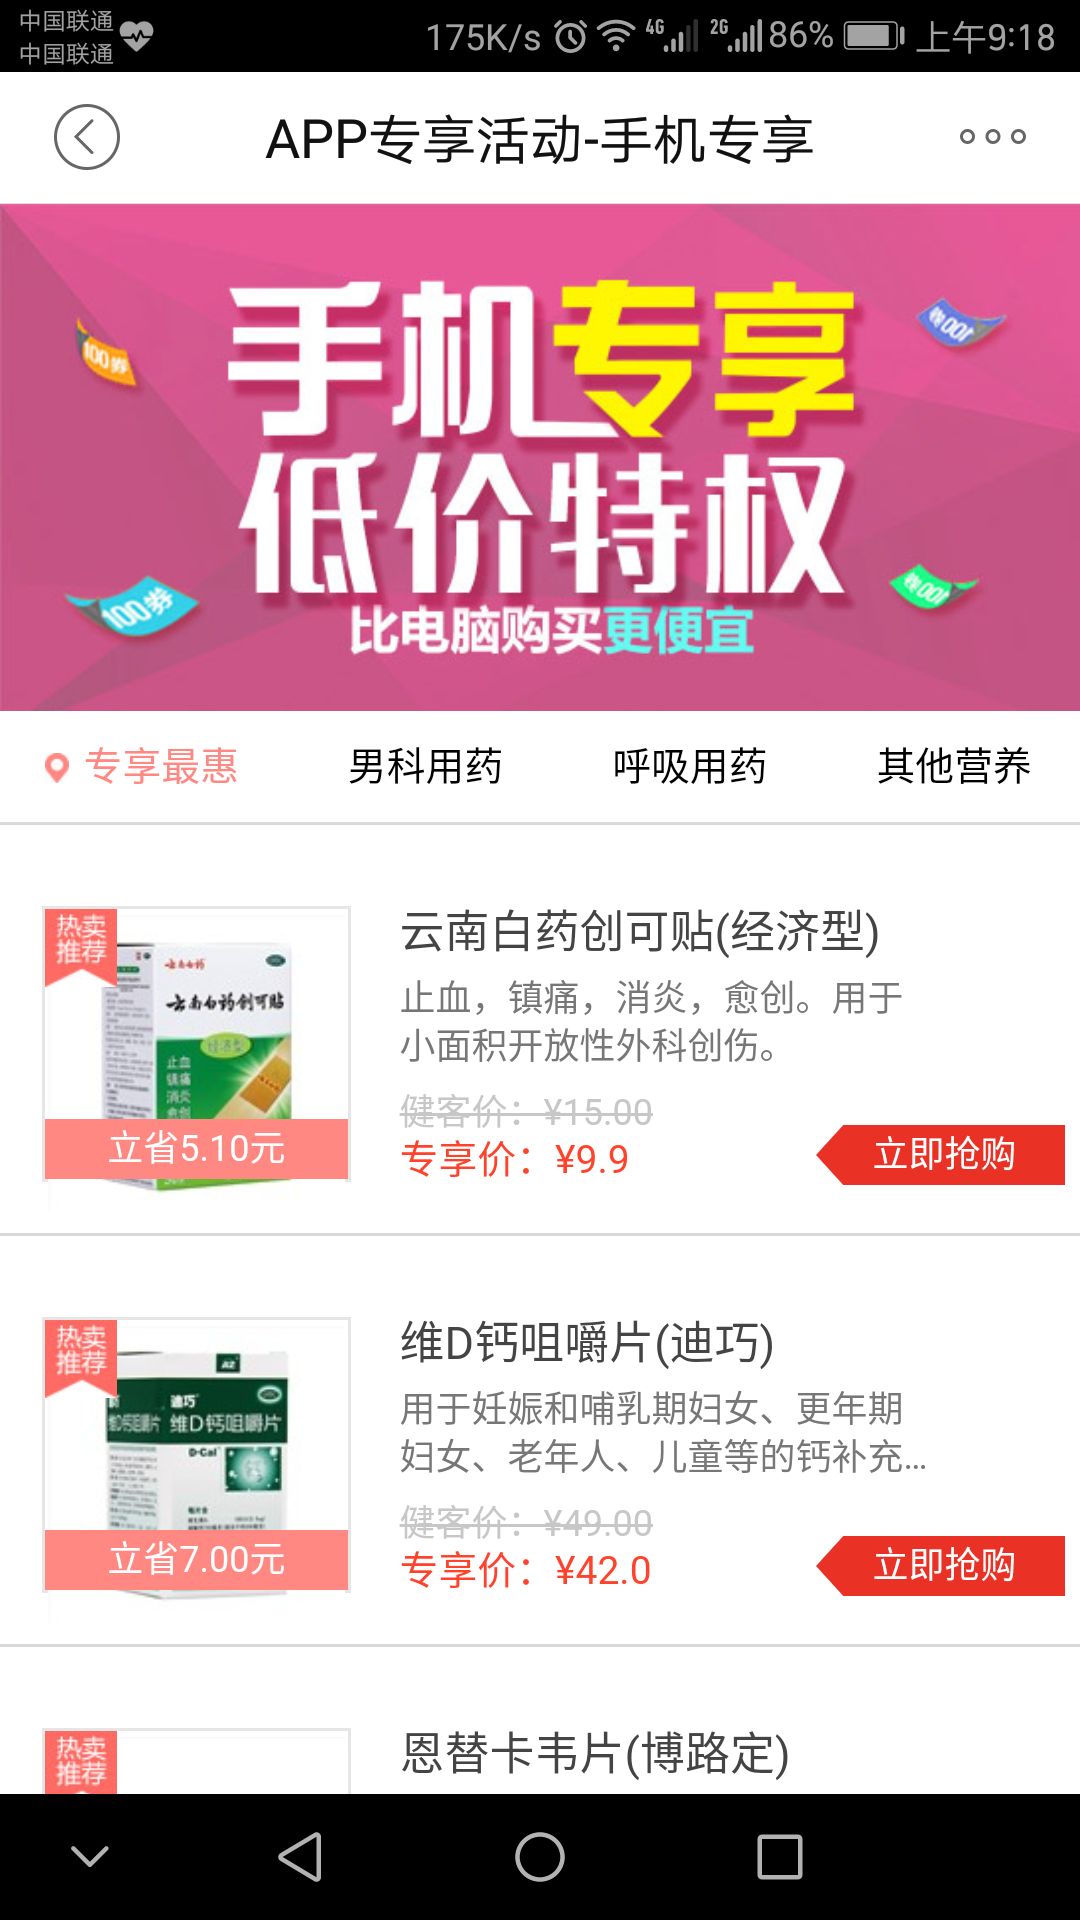 中国联通
中国联通
175K/s 4G 2G 86% 上午9:18
APP专享活动-手机专享
手机专享
低价特权
比电脑购买更便宜
100券
100券
专享最惠 男科用药 呼吸用药 其他营养
热卖
推荐
云南白药
云南白药创可贴
经济型
止血
镇痛
消炎
愈创
立省5.10元
云南白药创可贴(经济型)
止血，镇痛，消炎，愈创。用于
小面积开放性外科创伤。
健客价：¥15.00
专享价：¥9.9
立即抢购
热卖
推荐
迪巧
维D钙咀嚼片 维D钙咀嚼片
D-Cal
立省7.00元
维D钙咀嚼片(迪巧)
用于妊娠和哺乳期妇女、更年期
妇女、老年人、儿童等的钙补充...
健客价：¥49.00
专享价：¥42.0
立即抢购
热卖
推荐
恩替卡韦片(博路定)